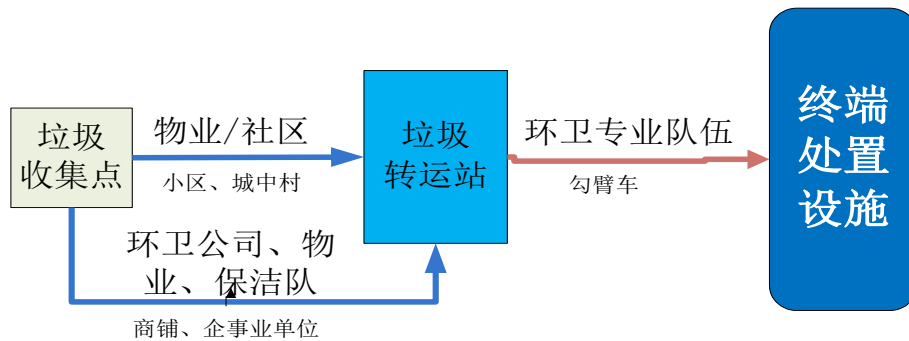 垃圾
收集点
物业/社区
小区、城中村
环卫公司、物
业、保洁队
商铺、企事业单位
垃圾
转运站
环卫专业队伍
勾臂车
终端
处置
设施